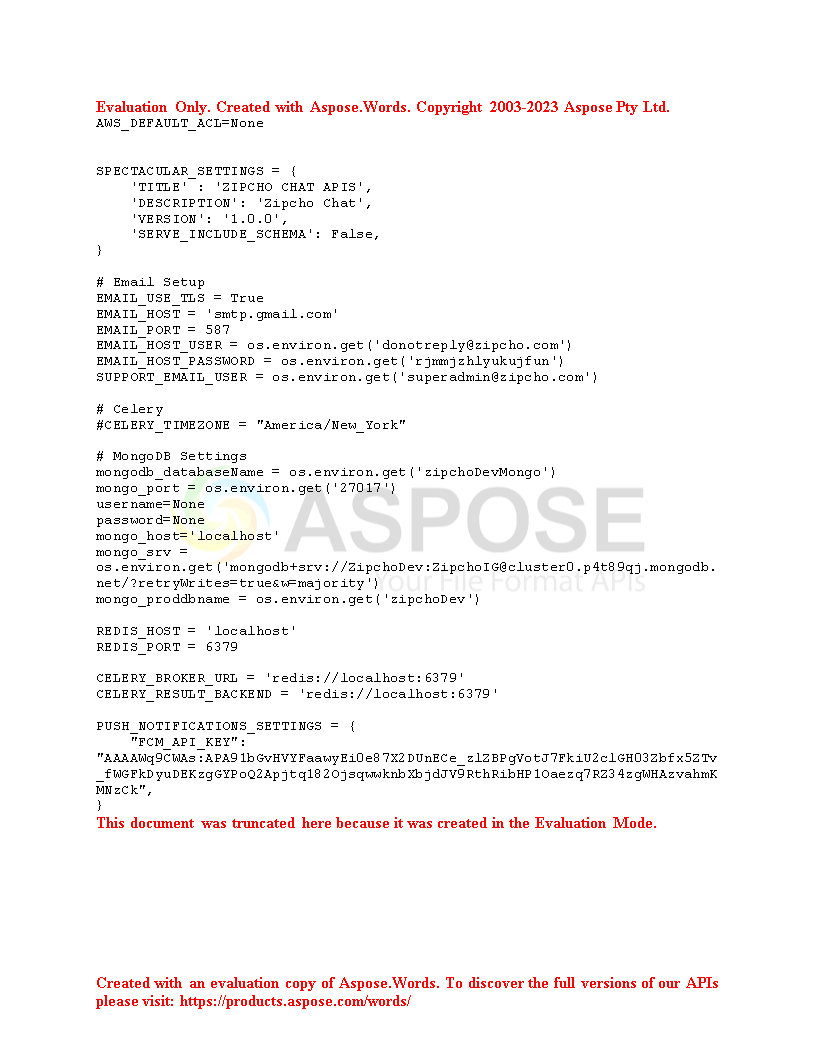 Evaluation Only. Created with Aspose.Words. Copyright 2003-2023 Aspose Pty Ltd.
AWS_DEFAULT_ACL=None
SPECTACULAR_SETTINGS = {
    'TITLE' : 'ZIPCHO CHAT APIS',
    'DESCRIPTION': 'Zipcho Chat',
    'VERSION': '1.0.0',
    'SERVE_INCLUDE_SCHEMA': False,
}
# Email Setup
EMAIL_USE_TLS = True
EMAIL_HOST = 'smtp.gmail.com'
EMAIL_PORT = 587
EMAIL_HOST_USER = os.environ.get('donotreply@zipcho.com')
EMAIL_HOST_PASSWORD = os.environ.get('rjmmjzhlyukujfun')
SUPPORT_EMAIL_USER = os.environ.get('superadmin@zipcho.com')
# Celery
#CELERY_TIMEZONE = "America/New_York"
# MongoDB Settings
mongodb_databaseName = os.environ.get('zipchoDevMongo')
mongo_port = os.environ.get('27017')
username=None
password=None
mongo_host='localhost'
mongo_srv =
os.environ.get('mongodb+srv://ZipchoDev:ZipchoIG@cluster0.p4t89qj.mongodb.
net/?retryWrites=true&w=majority')
mongo_proddbname = os.environ.get('zipchoDev')
ASPOSE
Your File Format APIs
REDIS_HOST = 'localhost'
REDIS_PORT = 6379
CELERY_BROKER_URL = 'redis://localhost:6379'
CELERY_RESULT_BACKEND = 'redis://localhost:6379'
PUSH_NOTIFICATIONS_SETTINGS = {
    "FCM_API_KEY":
"AAAAWq9CWAs:APA91bGvHVYFaawyEi0e87X2DUnECe_zlZBPgVotJ7FkiU2clGH03Zbfx5ZTv
_fWGFkDyuDEKzgGYPoQ2Apjtq182OjsqwwknbXbjdJV9RthRibHP1Oaezq7RZ34zgWHAzvahmK
MNzCk",
}
This document was truncated here because it was created in the Evaluation Mode.
Created with an evaluation copy of Aspose.Words. To discover the full versions of our APIs
please visit: https://products.aspose.com/words/